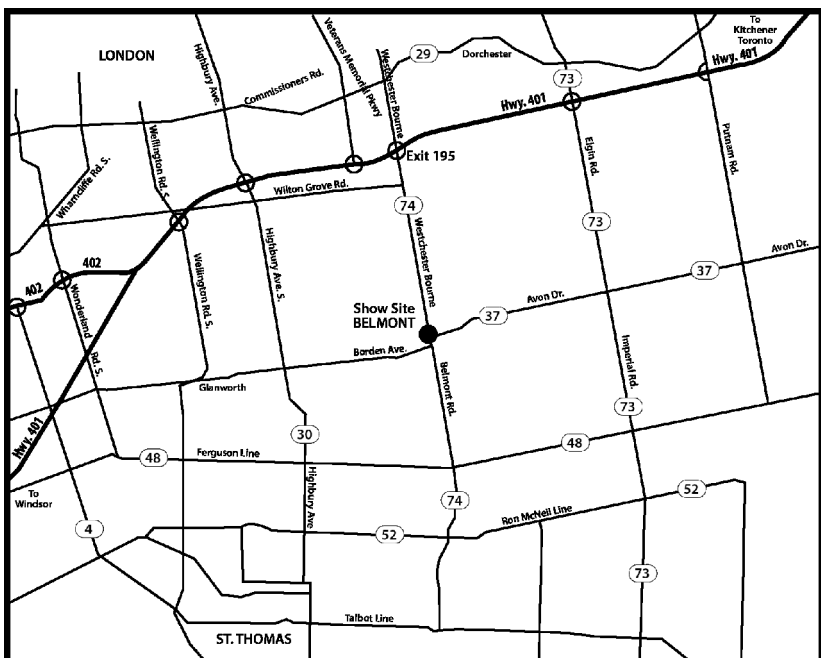 To
Kitchener
Toronto
LONDON
Highbury Ave.
Veterans Memorial Pkwy
Westchester Bourne
29
Dorchester
73
Hwy. 401
Commissioners Rd.
Hwy. 401
Wellington Rd. S.
Exit 195
Elgin Rd.
Putnam Rd.
Wharncliffe Rd. S.
Wilton Grove Rd.
74
73
Westchester Bourne
Highbury Ave. S.
Wellington Rd. S.
Avon Dr.
402
402
37
Wonderland Rd. S.
Show Site
BELMONT
37
Avon Dr.
Borden Ave.
Imperial Rd.
Glanworth
Belmont Rd.
73
Hwy. 401
30
48
Ferguson Line
48
To
Windsor
Highbury Ave
74
52
4
52
Ron McNeil Line
73
Talbot Line
ST. THOMAS